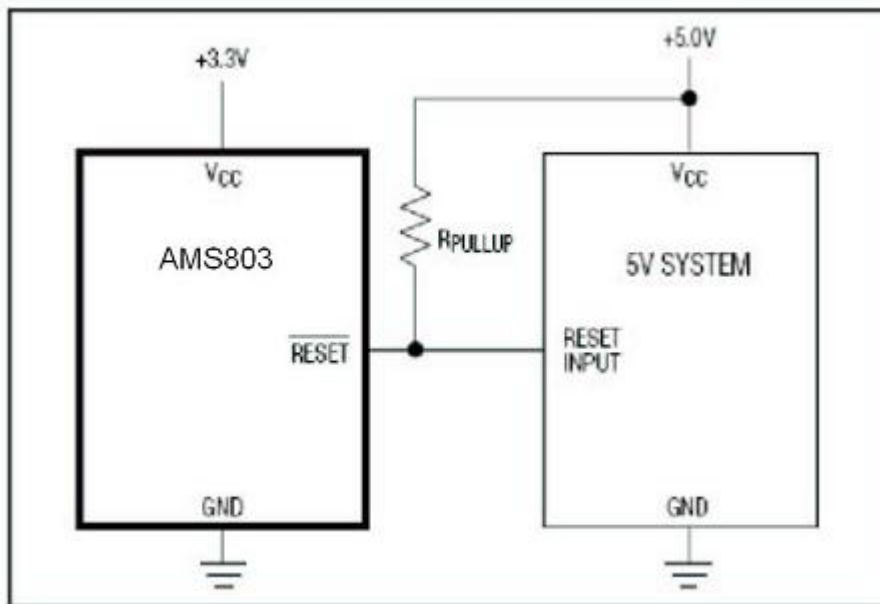 +3.3V
+5.0V
VCC
VCC
AMS803
RPULLUP
5V SYSTEM
RESET
RESET
INPUT
GND
GND